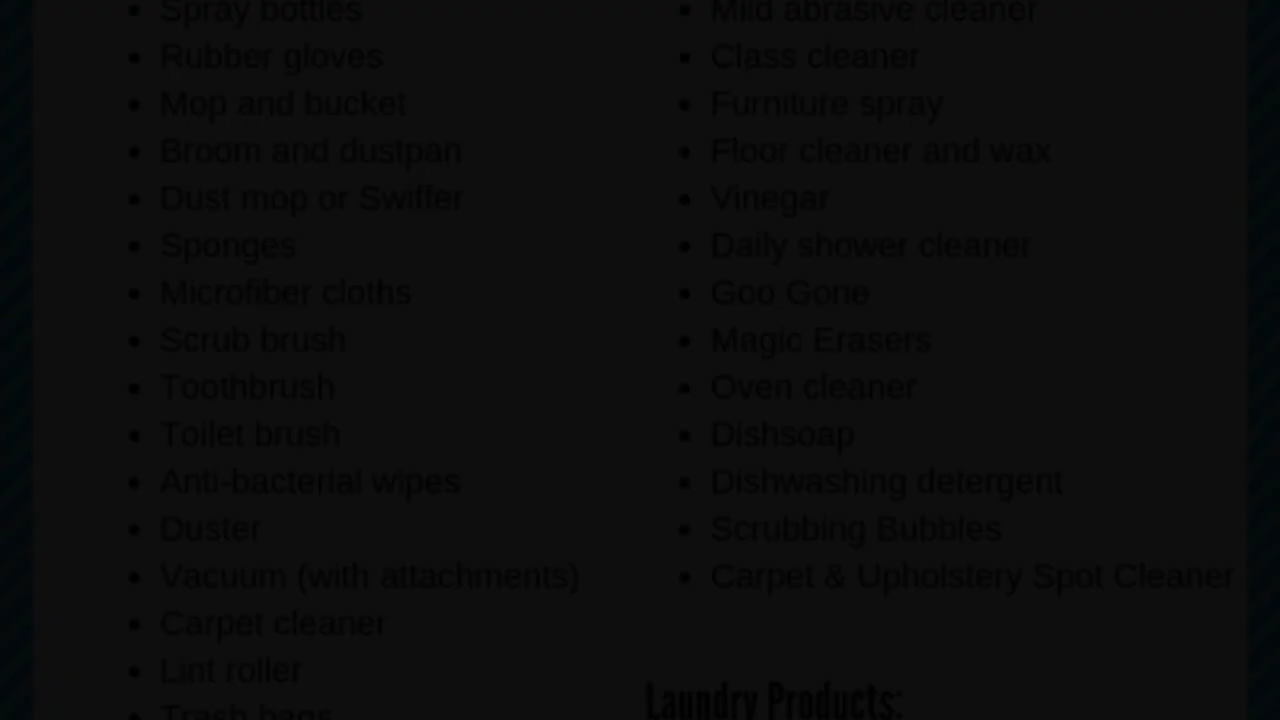 Spray bottles
Rubber gloves
Mop and bucket
Broom and dustpan
Dust mop or Swiffer
Sponges
Microfiber cloths
Scrub brush
Toothbrush
Toilet brush
Anti-bacterial wipes
Duster
Vacuum (with attachments)
Carpet cleaner
Lint roller
Trash bags
Mild abrasive cleaner
Class cleaner
Furniture spray
Floor cleaner and wax
Vinegar
Daily shower cleaner
Goo Gone
Magic Erasers
Oven cleaner
Dishsoap
Dishwashing detergent
Scrubbing Bubbles
Carpet & Upholstery Spot Cleaner
Laundry Products: